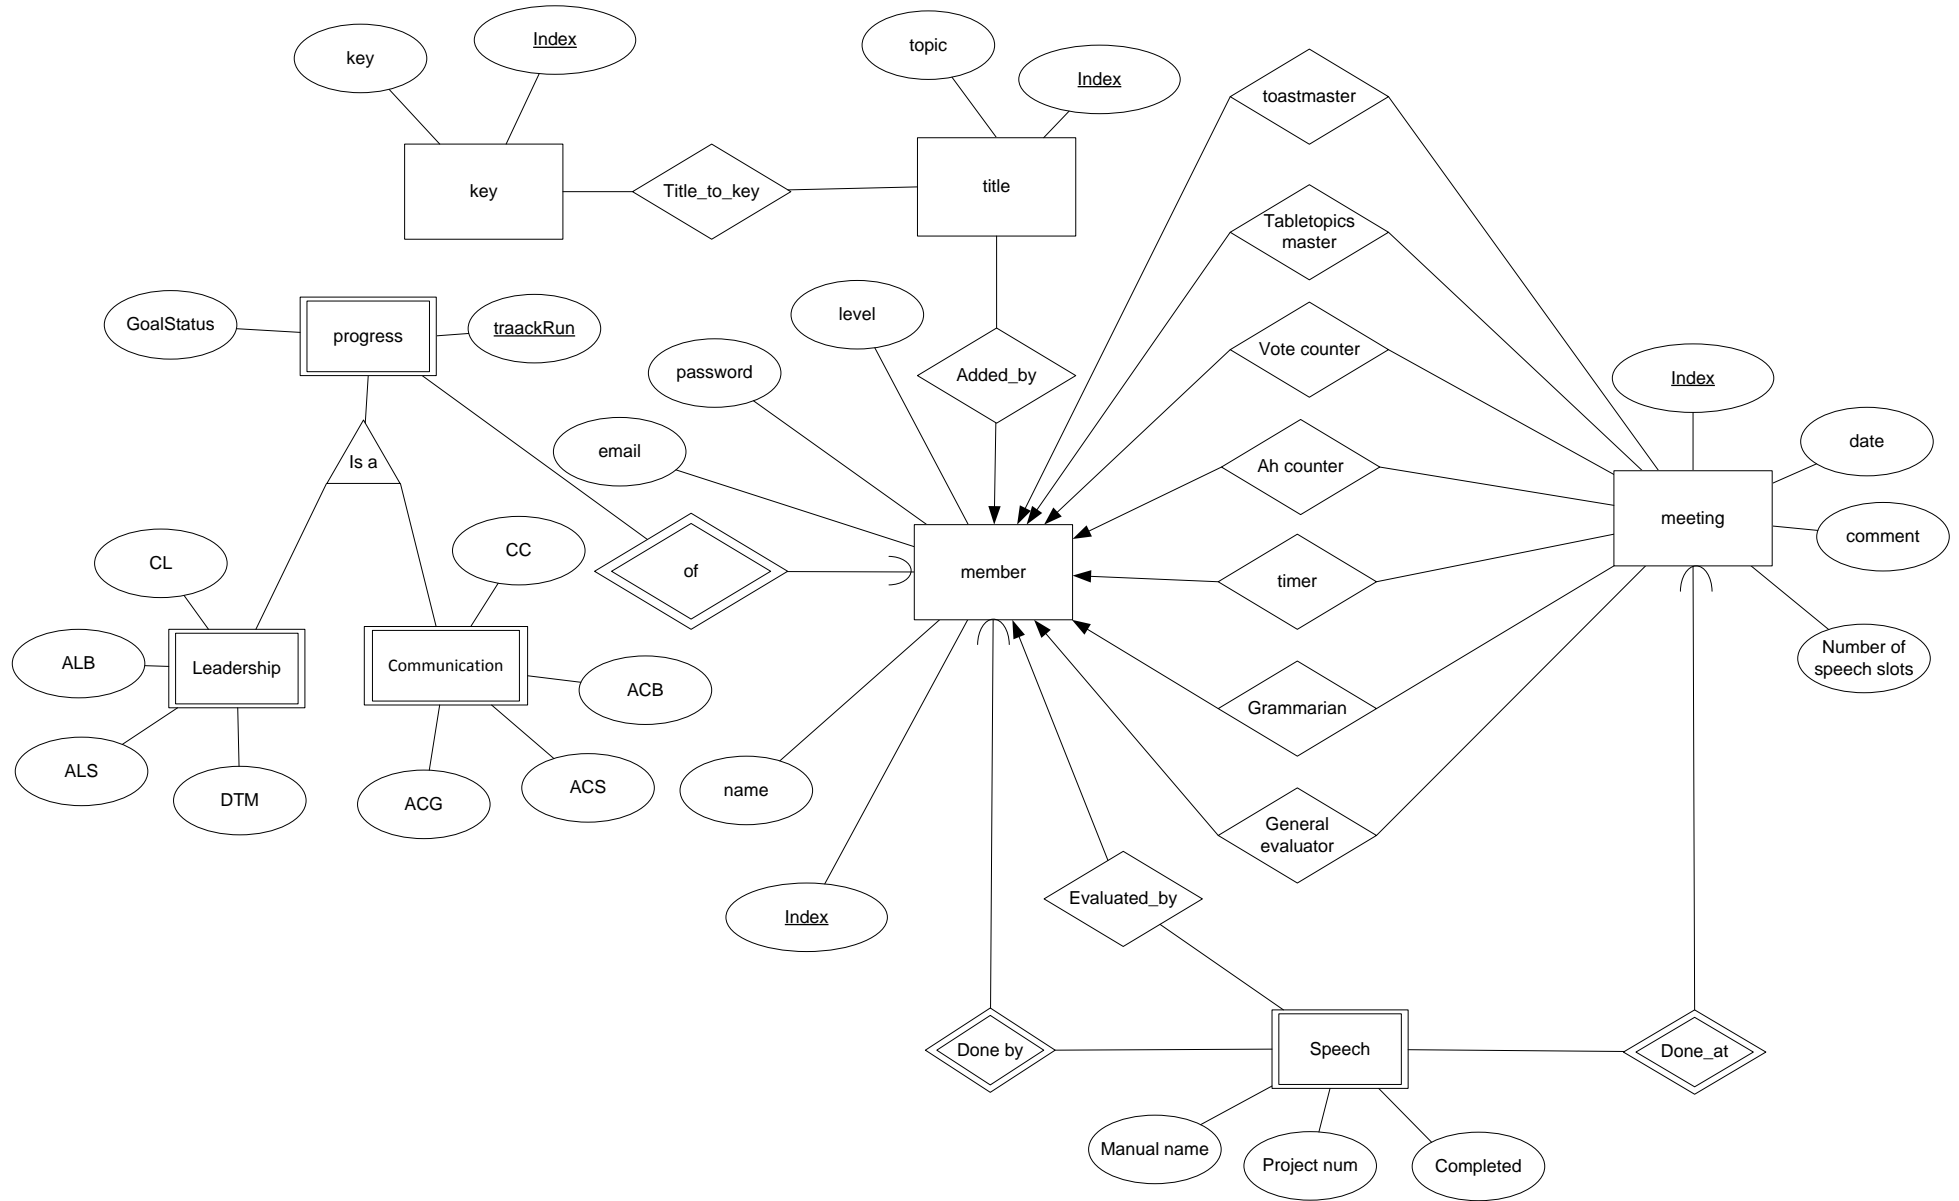 key
Index
topic
Index
toastmaster
key
Title_to_key
title
Tabletopics
master
GoalStatus
progress
traackRun
level
password
Added_by
Vote counter
Index
date
email
Is a
Ah counter
meeting
comment
CL
CC
of
member
timer
Number of
speech slots
ALB
Leadership
Communication
ACB
Grammarian
ALS
DTM
ACG
ACS
name
General
evaluator
Index
Evaluated_by
Done by
Speech
Done_at
Manual name
Project num
Completed